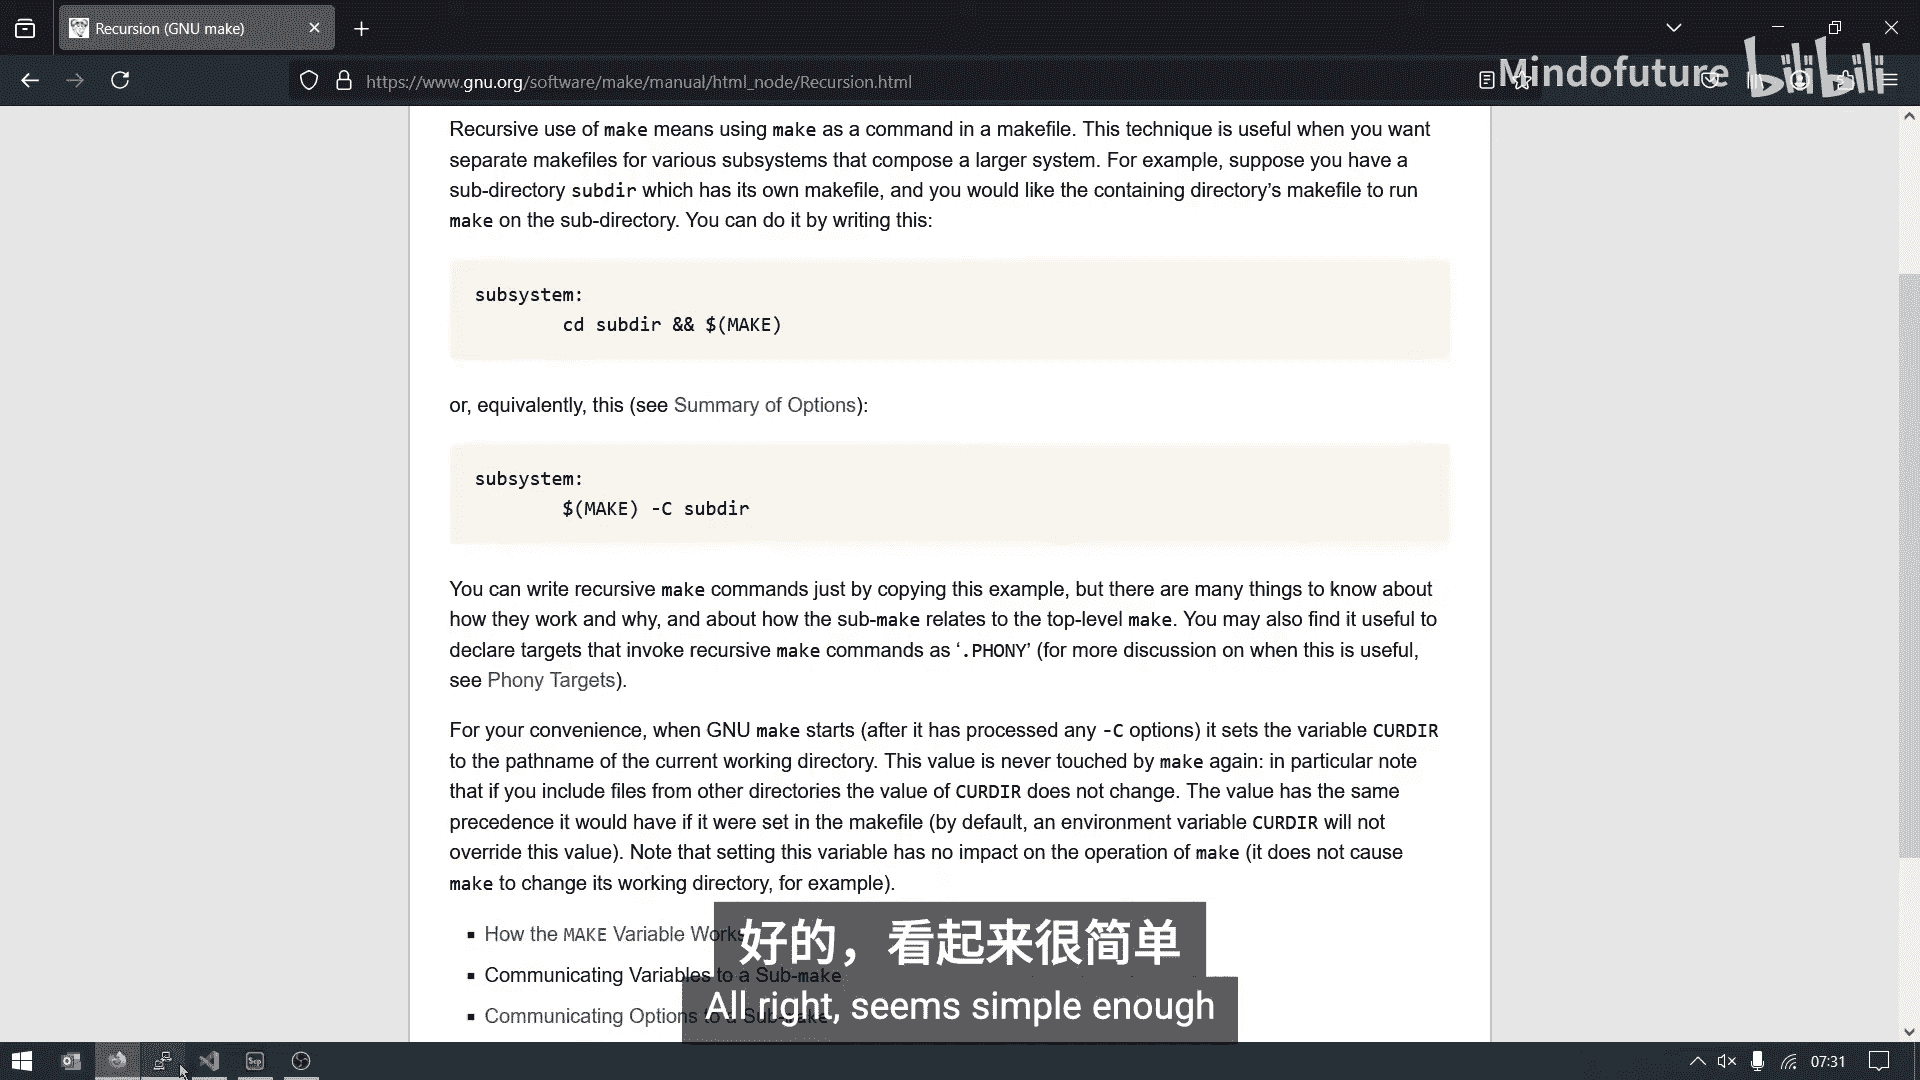 Recursion (GNU make)
https://www.gnu.org/software/make/manual/html_node/Recursion.html
Mindofuture bilibili
Recursive use of make means using make as a command in a makefile. This technique is useful when you want
separate makefiles for various subsystems that compose a larger system. For example, suppose you have a
sub-directory subdir which has its own makefile, and you would like the containing directory’s makefile to run
make on the sub-directory. You can do it by writing this:
subsystem:
cd subdir && $(MAKE)
or, equivalently, this (see Summary of Options):
subsystem:
$(MAKE) -C subdir
You can write recursive make commands just by copying this example, but there are many things to know about
how they work and why, and about how the sub-make relates to the top-level make. You may also find it useful to
declare targets that invoke recursive make commands as ‘.PHONY’ (for more discussion on when this is useful,
see Phony Targets).
For your convenience, when GNU make starts (after it has processed any -C options) it sets the variable CURDIR
to the pathname of the current working directory. This value is never touched by make again: in particular note
that if you include files from other directories the value of CURDIR does not change. The value has the same
precedence it would have if it were set in the makefile (by default, an environment variable CURDIR will not
override this value). Note that setting this variable has no impact on the operation of make (it does not cause
make to change its working directory, for example).
How the MAKE Variable Works
Communicating Variables to a Sub-make
Communicating Options to a Sub-make
好的，看起来很简单
All right, seems simple enough
07:31